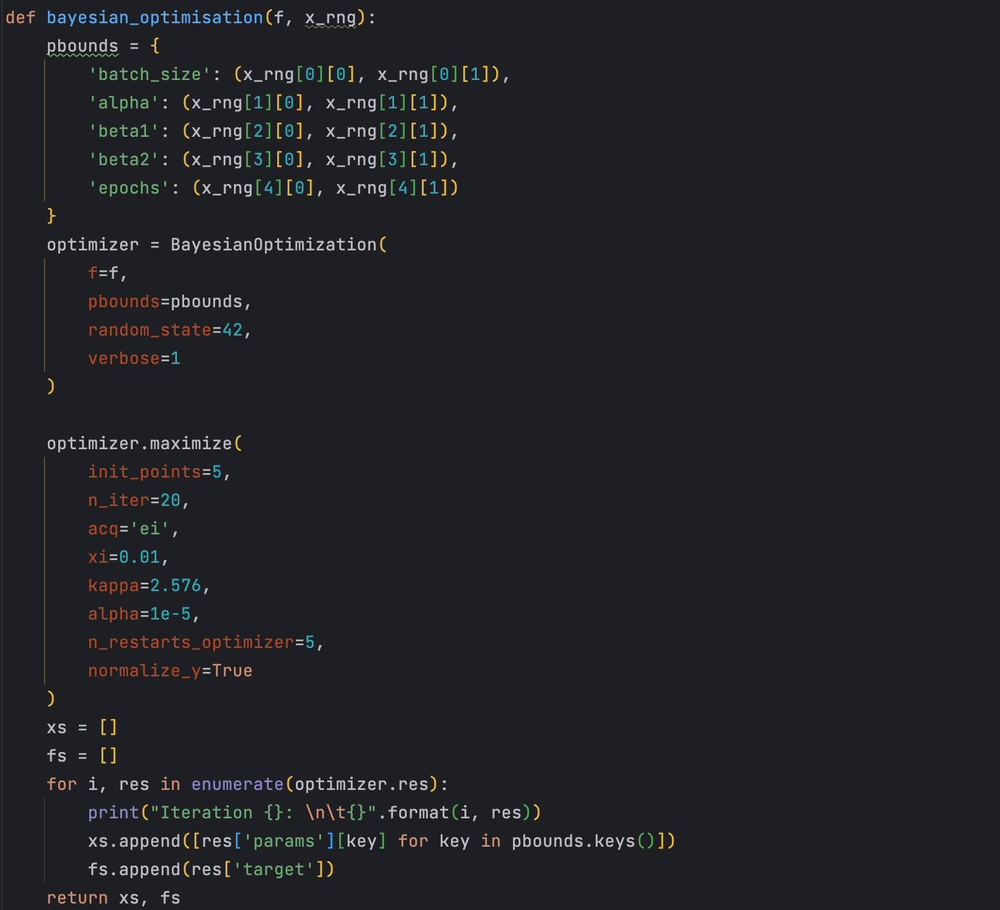 def bayesian_optimisation(f, x_rng):
    pbounds = {
        'batch_size': (x_rng[0][0], x_rng[0][1]),
        'alpha': (x_rng[1][0], x_rng[1][1]),
        'beta1': (x_rng[2][0], x_rng[2][1]),
        'beta2': (x_rng[3][0], x_rng[3][1]),
        'epochs': (x_rng[4][0], x_rng[4][1])
    }
    optimizer = BayesianOptimization(
        f=f,
        pbounds=pbounds,
        random_state=42,
        verbose=1
    )

    optimizer.maximize(
        init_points=5,
        n_iter=20,
        acq='ei',
        xi=0.01,
        kappa=2.576,
        alpha=1e-5,
        n_restarts_optimizer=5,
        normalize_y=True
    )
    xs = []
    fs = []
    for i, res in enumerate(optimizer.res):
        print("Iteration {}: \n\t{}".format(i, res))
        xs.append([res['params'][key] for key in pbounds.keys()])
        fs.append(res['target'])
    return xs, fs